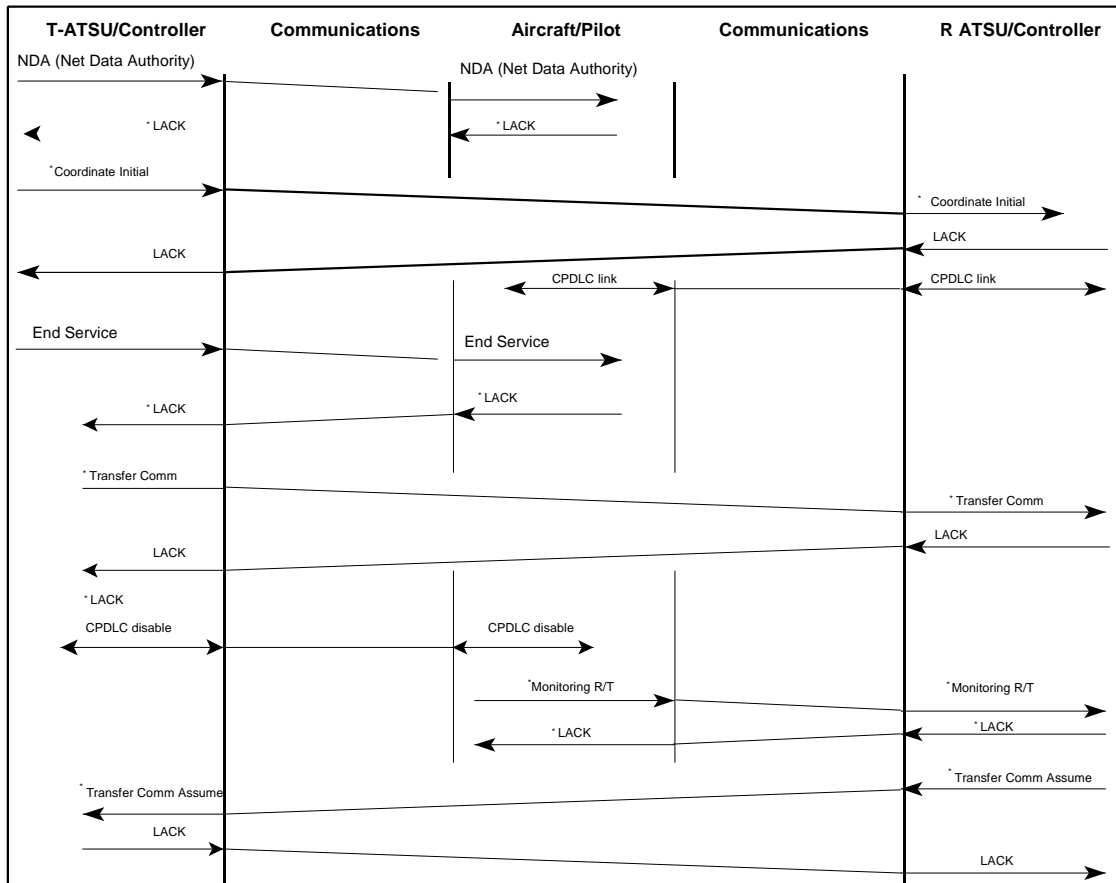 T-ATSU/Controller Communications Aircraft/Pilot Communications R ATSU/Controller
NDA (Net Data Authority)
NDA (Net Data Authority)
* LACK
* LACK
*Coordinate Initial
* Coordinate Initial
LACK
LACK
CPDLC link
CPDLC link
End Service
End Service
* LACK
* LACK
* Transfer Comm
* Transfer Comm
LACK
LACK
* LACK
CPDLC disable
CPDLC disable
*Monitoring R/T
*Monitoring R/T
* LACK
* LACK
* Transfer Comm Assume
* Transfer Comm Assume
LACK
LACK